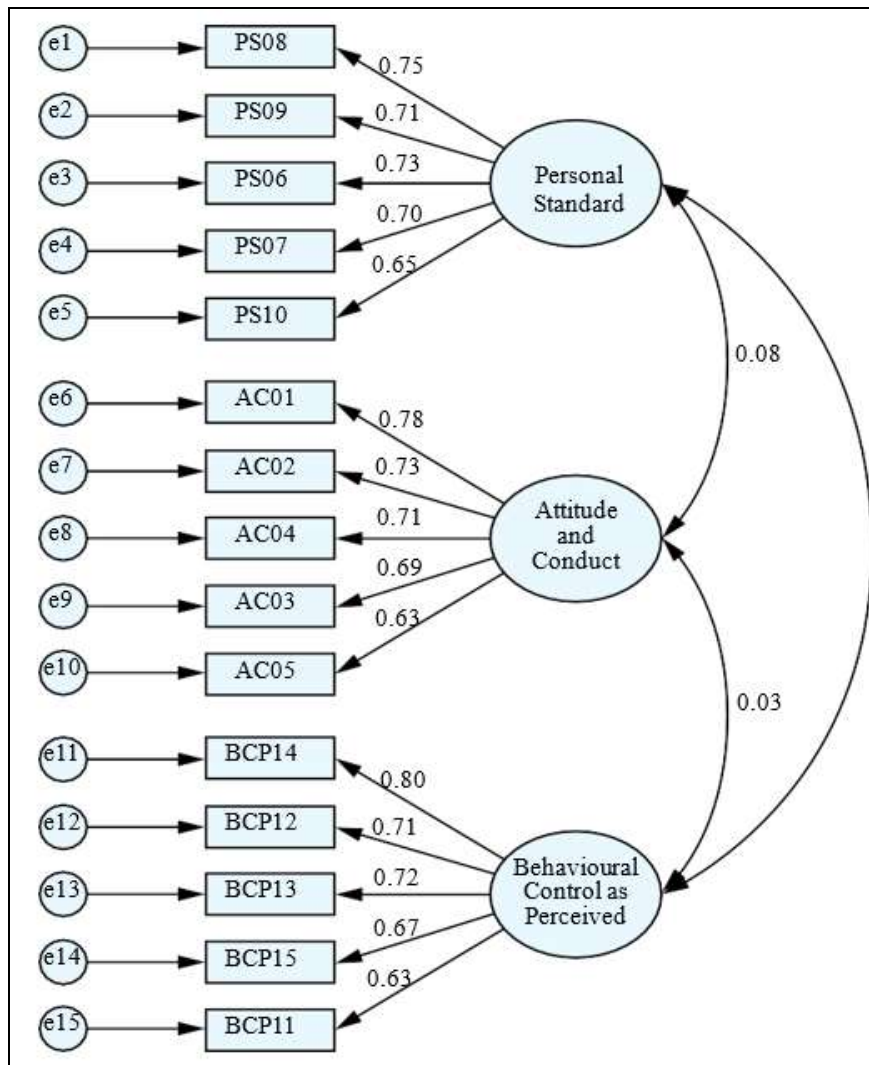 e1
PS08
0.75
e2
PS09
0.71
e3
PS06
0.73
Personal
Standard
e4
PS07
0.70
e5
PS10
0.65
0.08
e6
AC01
0.78
e7
AC02
0.73
e8
AC04
0.71
Attitude
and
Conduct
e9
AC03
0.69
e10
AC05
0.63
0.03
e11
BCP14
0.80
e12
BCP12
0.71
e13
BCP13
0.72
Behavioural
Control as
Perceived
e14
BCP15
0.67
e15
BCP11
0.63